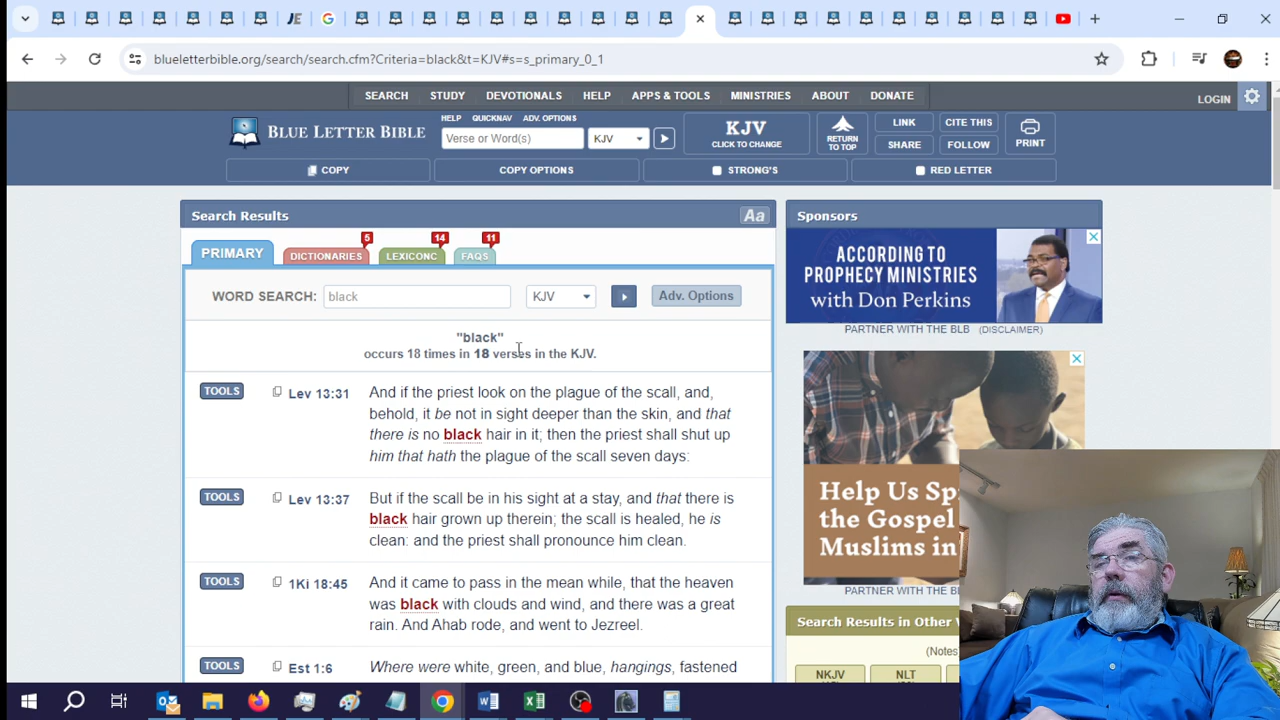 JE
blueletterbible.org/search/search.cfm?Criteria=black&t=KJV#s=s_primary_0_1
SEARCH STUDY DEVOTIONALS HELP APPS & TOOLS MINISTRIES ABOUT DONATE
LOGIN
BLUE LETTER BIBLE
HELP QUICKNAV ADV. OPTIONS
Verse or Word(s)
KJV
KJV
CLICK TO CHANGE
RETURN
TO TOP
LINK
CITE THIS
SHARE
FOLLOW
PRINT
COPY
COPY OPTIONS
STRONG'S
RED LETTER
Search Results
Aa
PRIMARY
DICTIONARIES
5
LEXICONC
14
FAQS
11
WORD SEARCH:
black
KJV
Adv. Options
"black"
occurs 18 times in 18 verses in the KJV.
TOOLS
Lev 13:31
And if the priest look on the plague of the scall, and,
behold, it be not in sight deeper than the skin, and that
there is no black hair in it; then the priest shall shut up
him that hath the plague of the scall seven days:
TOOLS
Lev 13:37
But if the scall be in his sight at a stay, and that there is
black hair grown up therein; the scall is healed, he is
clean: and the priest shall pronounce him clean.
TOOLS
1Ki 18:45
And it came to pass in the mean while, that the heaven
was black with clouds and wind, and there was a great
rain. And Ahab rode, and went to Jezreel.
TOOLS
Est 1:6
Where were white, green, and blue, hangings, fastened
Sponsors
ACCORDING TO
PROPHECY MINISTRIES
with Don Perkins
PARTNER WITH THE BLB (DISCLAIMER)
Help Us Sp
the Gospel
Muslims in
PARTNER WITH THE BL
Search Results in Other V
(Notes
NKJV
NLT